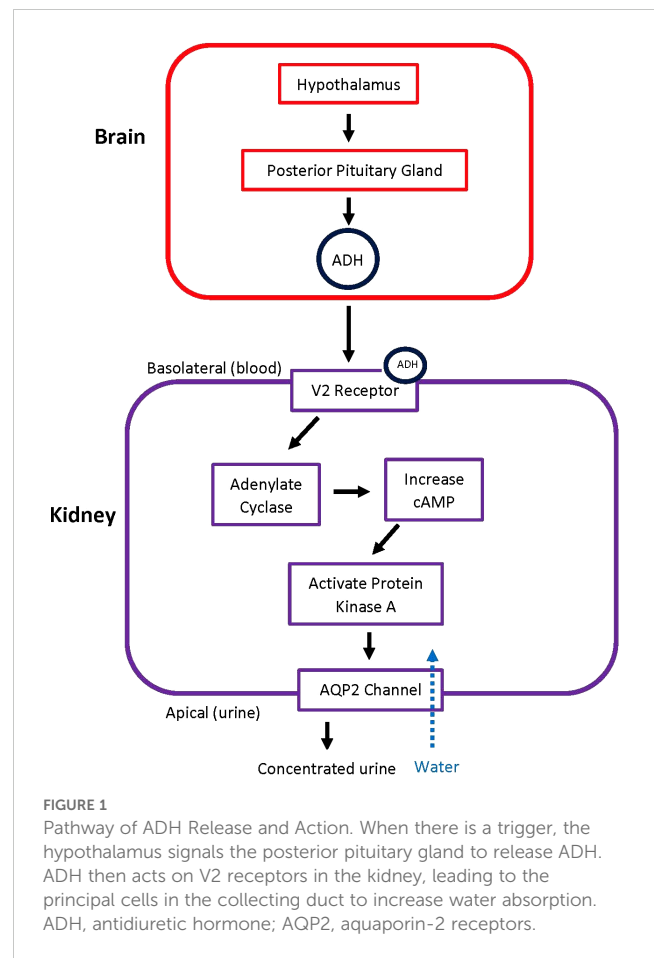 Hypothalamus
Brain
Posterior Pituitary Gland
ADH
Basolateral (blood)
ADH
V2 Receptor
Adenylate
Cyclase
Increase
cAMP
Kidney
Activate Protein
Kinase A
AQP2 Channel
Apical (urine)
Concentrated urine
Water
FIGURE 1
Pathway of ADH Release and Action. When there is a trigger, the
hypothalamus signals the posterior pituitary gland to release ADH.
ADH then acts on V2 receptors in the kidney, leading to the
principal cells in the collecting duct to increase water absorption.
ADH, antidiuretic hormone; AQP2, aquaporin-2 receptors.